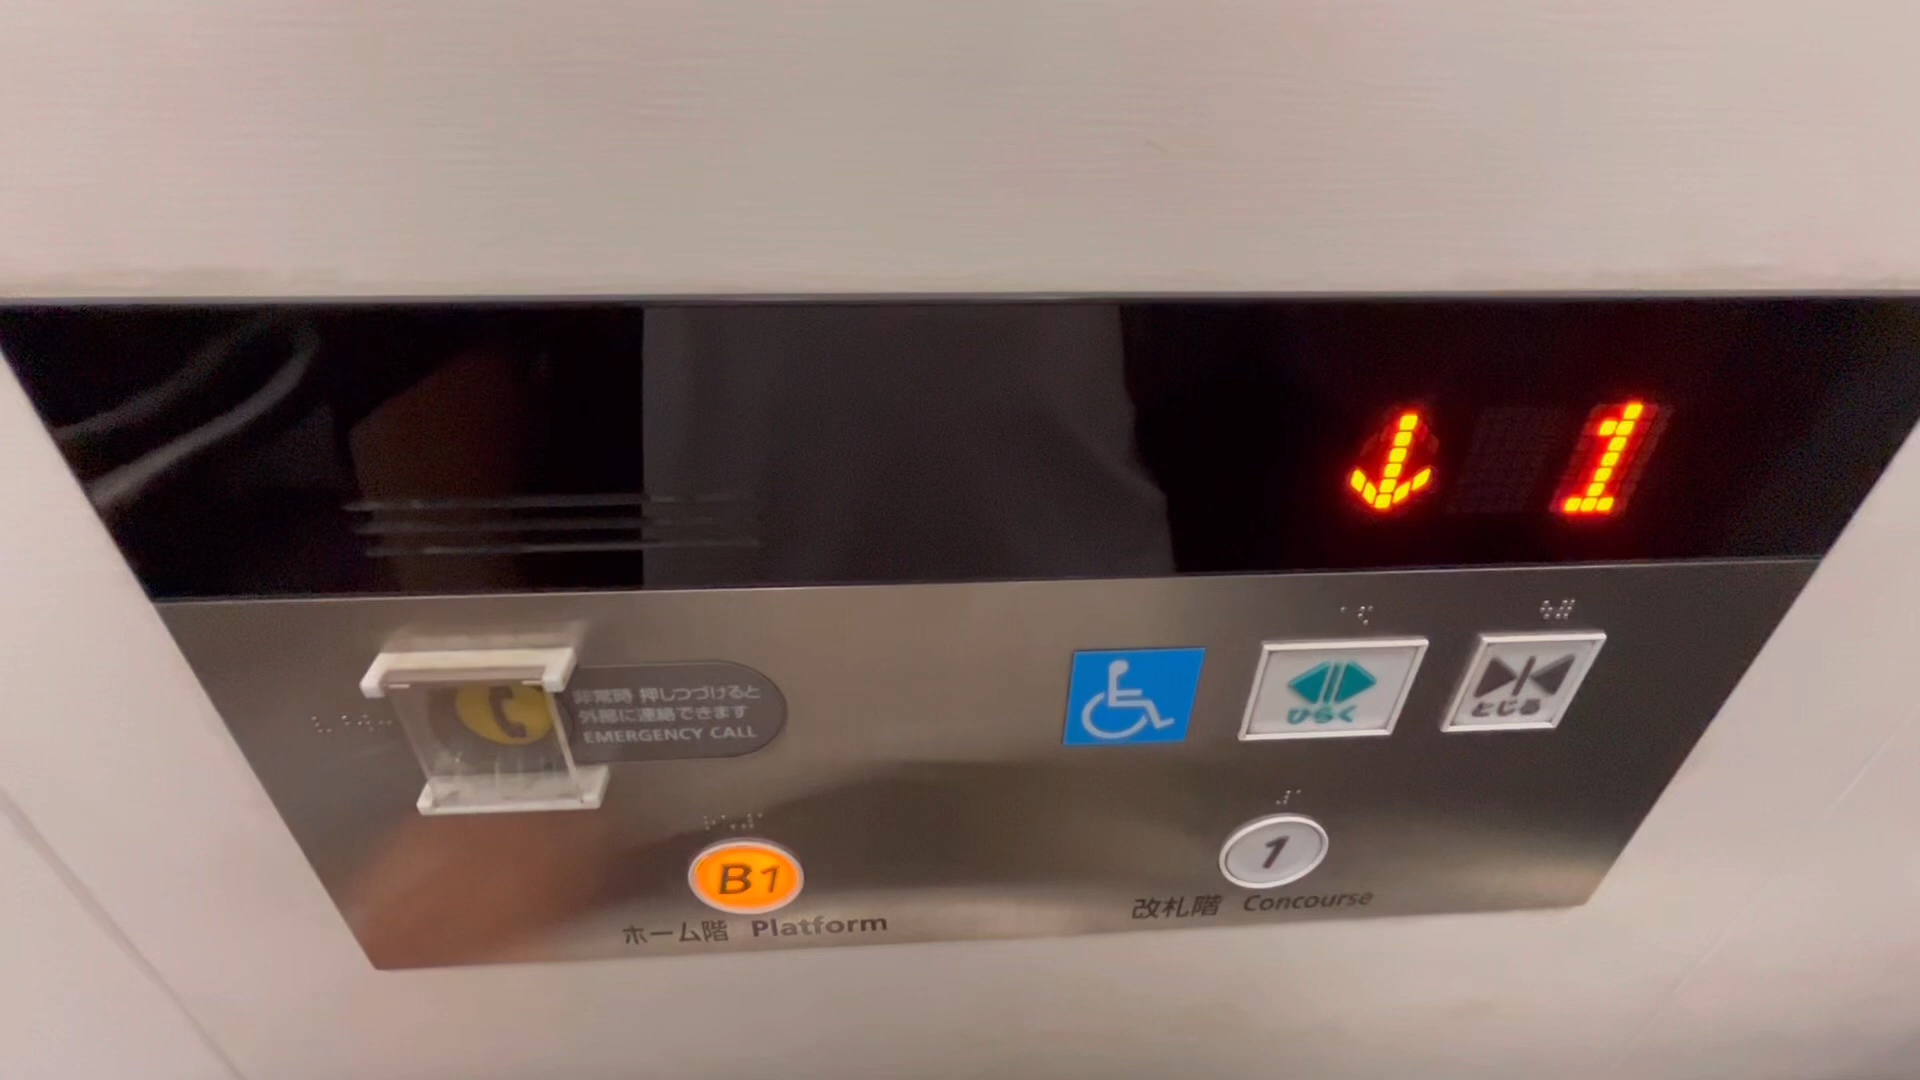 ↓ 1
非常時 押しつづけると
外部に連絡できます
EMERGENCY CALL
ひらく
とじる
B1
ホーム階 Platform
1
改札階 Concourse